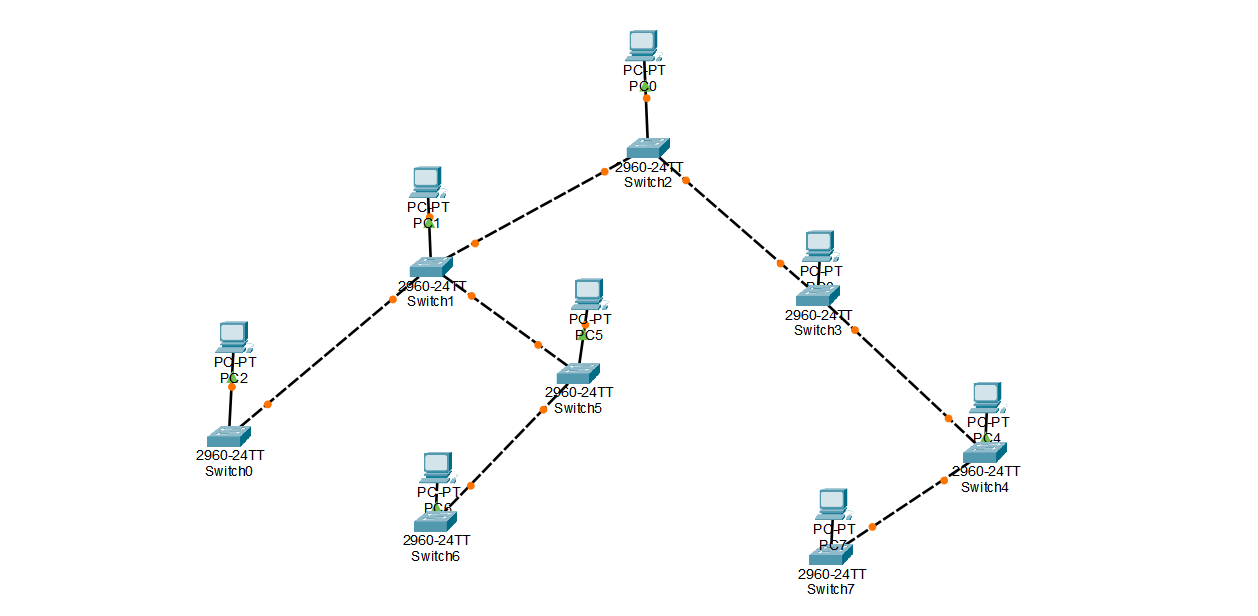 PC-PT
PC0
2960-24TT
Switch2
PC-PT
PC1
2960-24TT
Switch1
PC-PT
2960-24TT
Switch3
PC-PT
PC5
2960-24TT
Switch5
PC-PT
PC2
2960-24TT
Switch0
PC-PT
PC4
2960-24TT
Switch4
PC-PT
PC6
2960-24TT
Switch6
PC-PT
PC7
2960-24TT
Switch7